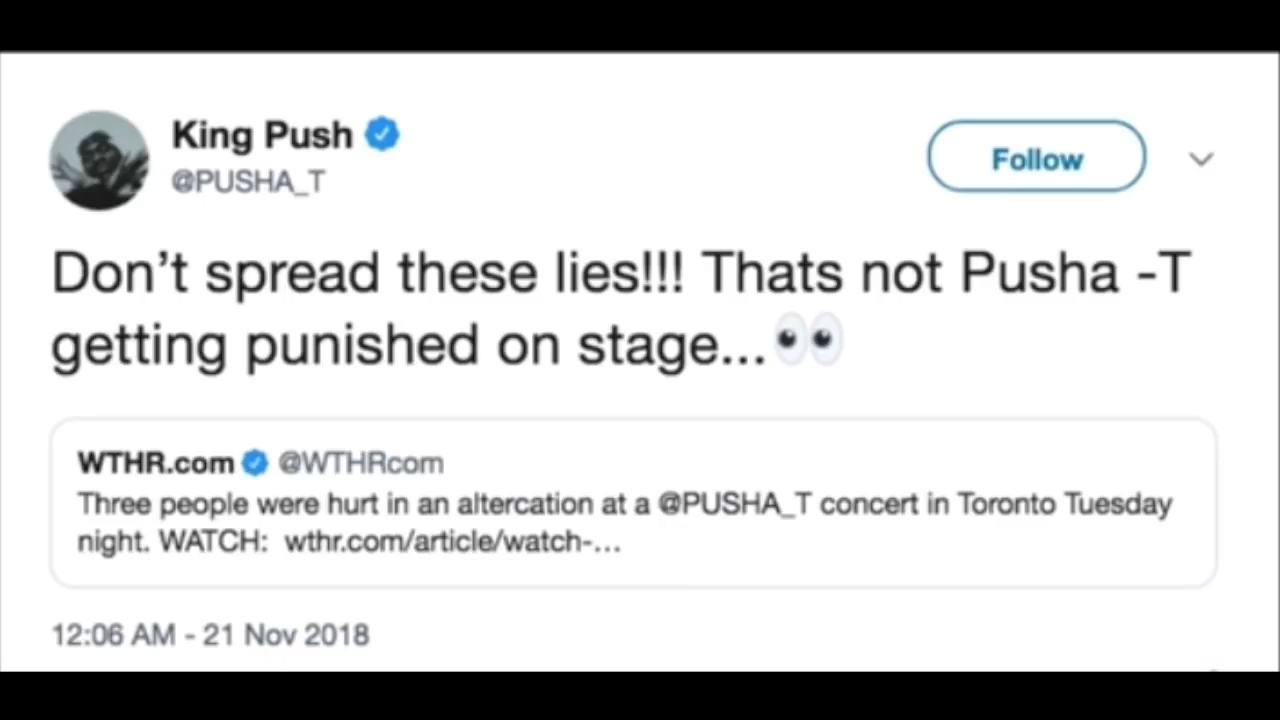 King Push
@PUSHA_T
Follow
Don’t spread these lies!!! Thats not Pusha -T
getting punished on stage...👀
WTHR.com @WTHRcom
Three people were hurt in an altercation at a @PUSHA_T concert in Toronto Tuesday
night. WATCH: wthr.com/article/watch-...
12:06 AM - 21 Nov 2018